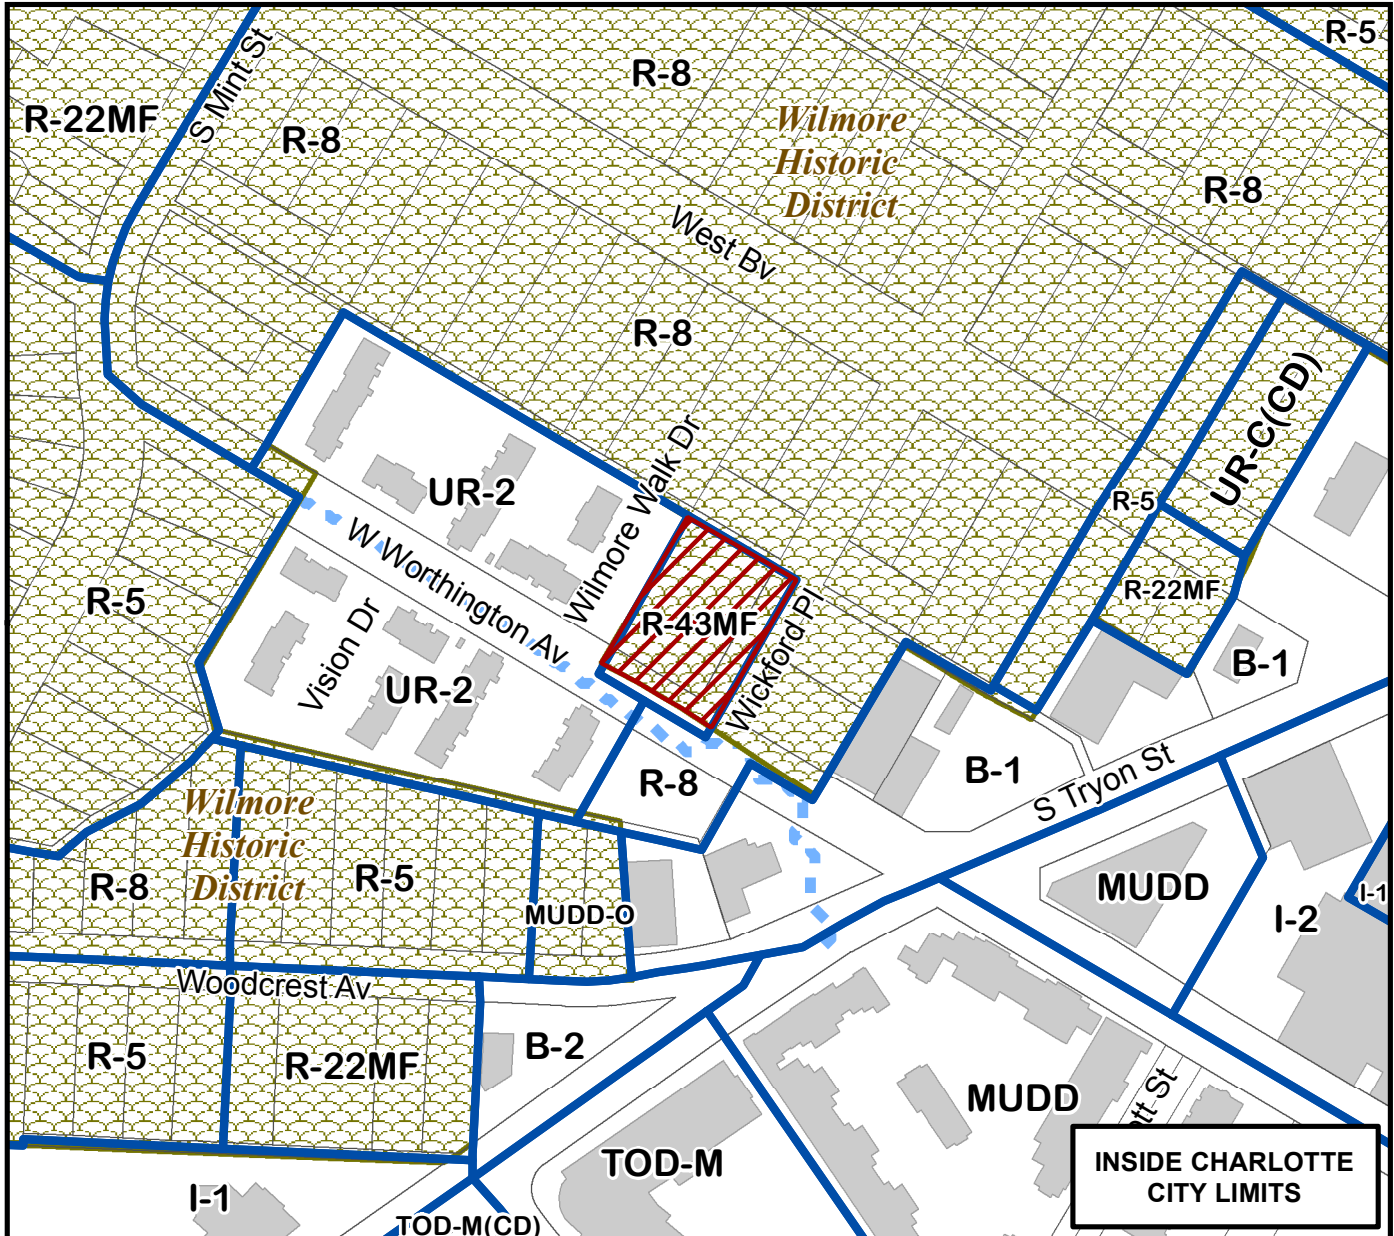 R-5
S Mint St
R-8
R-22MF
R-8
Wilmore
Historic
District
R-8
West Bv
R-8
UR-C(CD)
Wilmore Walk Dr
UR-2
R-5
W Worthington Av
R-22MF
R-5
R-43MF
Wickford Pl
Vision Dr
B-1
UR-2
B-1
R-8
S Tryon St
Wilmore
Historic
District
R-8
R-5
MUDD
I-1
MUDD-O
I-2
Woodcrest Av
B-2
R-5
R-22MF
MUDD
ott St
TOD-M
INSIDE CHARLOTTE
CITY LIMITS
I-1
TOD-M(CD)